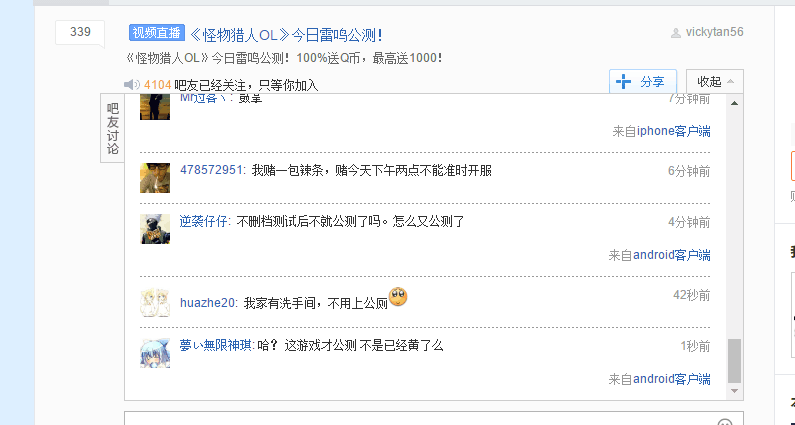 339
视频直播 《怪物猎人OL》今日雷鸣公测!
vickytan56
《怪物猎人OL》今日雷鸣公测! 100%送Q币，最高送1000!
4104 吧友已经关注，只等你加入
分享
收起
吧友讨论
7分钟前
来自iphone客户端
478572951: 我赌一包辣条，赌今天下午两点不能准时开服
6分钟前
逆袭仔仔: 不删档测试后不就公测了吗。怎么又公测了
4分钟前
来自android客户端
huazhe20: 我家有洗手间，不用上公厕
42秒前
夢い無限神琪: 哈？ 这游戏才公测 不是已经黄了么
1秒前
来自android客户端